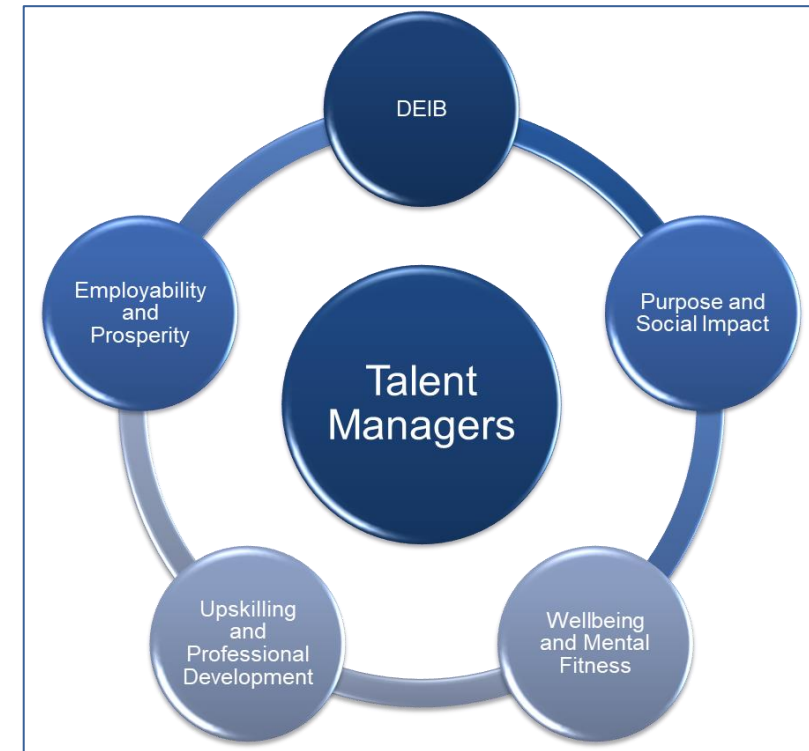 DEIB
Purpose and
Social Impact
Wellbeing
and Mental
Fitness
Upskilling
and
Professional
Development
Employability
and
Prosperity
Talent
Managers